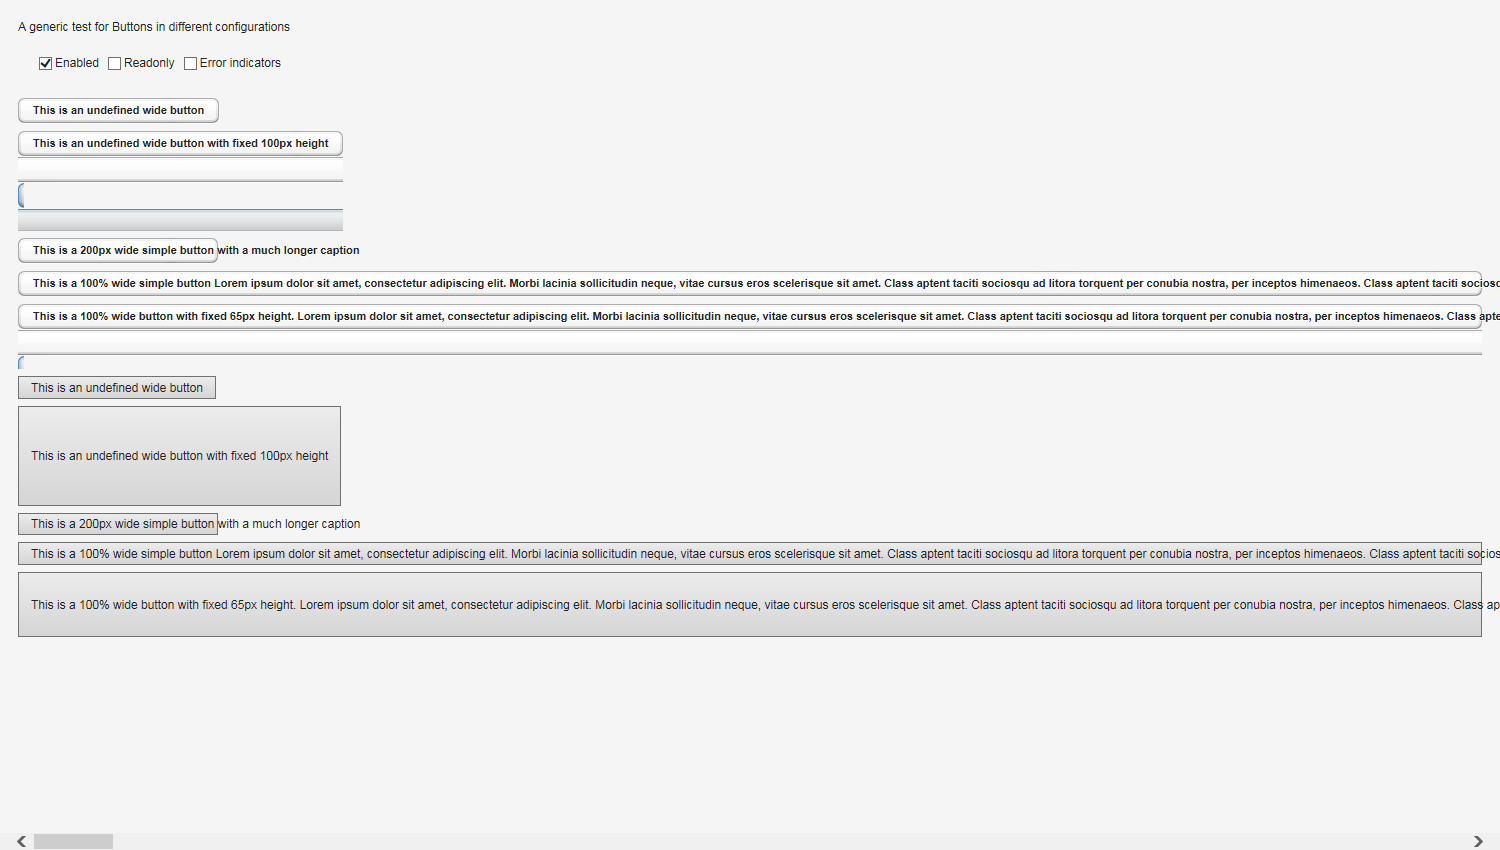 A generic test for Buttons in different configurations
Enabled Readonly Error indicators
This is an undefined wide button
This is an undefined wide button with fixed 100px height
This is a 200px wide simple button with a much longer caption
This is a 100% wide simple button Lorem ipsum dolor sit amet, consectetur adipiscing elit. Morbi lacinia sollicitudin neque, vitae cursus eros scelerisque sit amet. Class aptent taciti sociosqu ad litora torquent per conubia nostra, per inceptos himenaeos. Class aptent taciti
This is a 100% wide button with fixed 65px height. Lorem ipsum dolor sit amet, consectetur adipiscing elit. Morbi lacinia sollicitudin neque, vitae cursus eros scelerisque sit amet. Class aptent taciti sociosqu ad litora torquent per conubia nostra, per inceptos himenaeos. Class
This is an undefined wide button
This is an undefined wide button with fixed 100px height
This is a 200px wide simple button with a much longer caption
This is a 100% wide simple button Lorem ipsum dolor sit amet, consectetur adipiscing elit. Morbi lacinia sollicitudin neque, vitae cursus eros scelerisque sit amet. Class aptent taciti sociosqu ad litora torquent per conubia nostra, per inceptos himenaeos. Class aptent taciti
This is a 100% wide button with fixed 65px height. Lorem ipsum dolor sit amet, consectetur adipiscing elit. Morbi lacinia sollicitudin neque, vitae cursus eros scelerisque sit amet. Class aptent taciti sociosqu ad litora torquent per conubia nostra, per inceptos himenaeos. Class